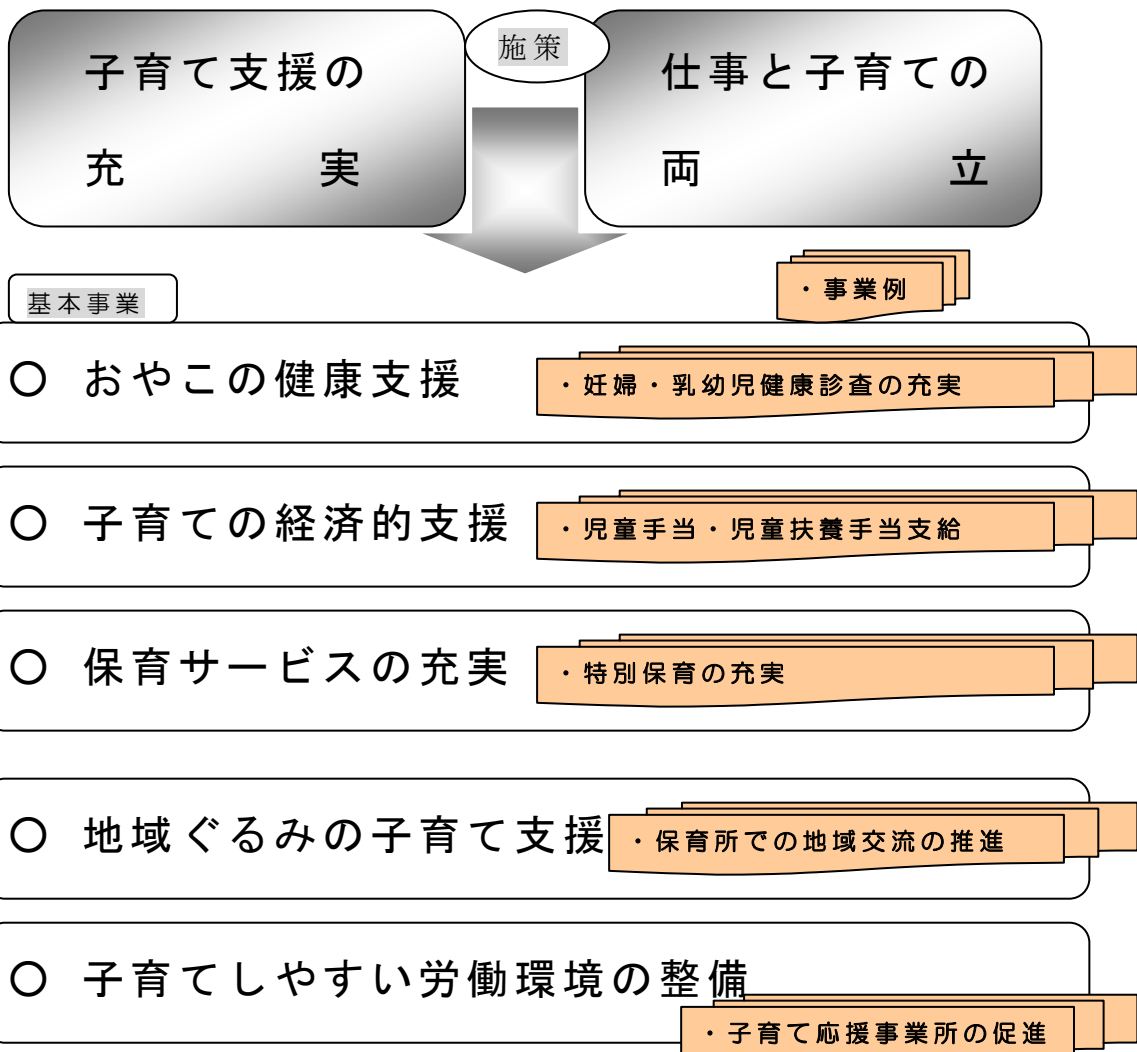 子育て支援の
充実
施策
仕事と子育ての
両立
・事業例
基本事業
○ おやこの健康支援
・妊婦・乳幼児健康診査の充実
○ 子育ての経済的支援
・児童手当・児童扶養手当支給
○ 保育サービスの充実
・特別保育の充実
○ 地域ぐるみの子育て支援
・保育所での地域交流の推進
○ 子育てしやすい労働環境の整備
・子育て応援事業所の促進